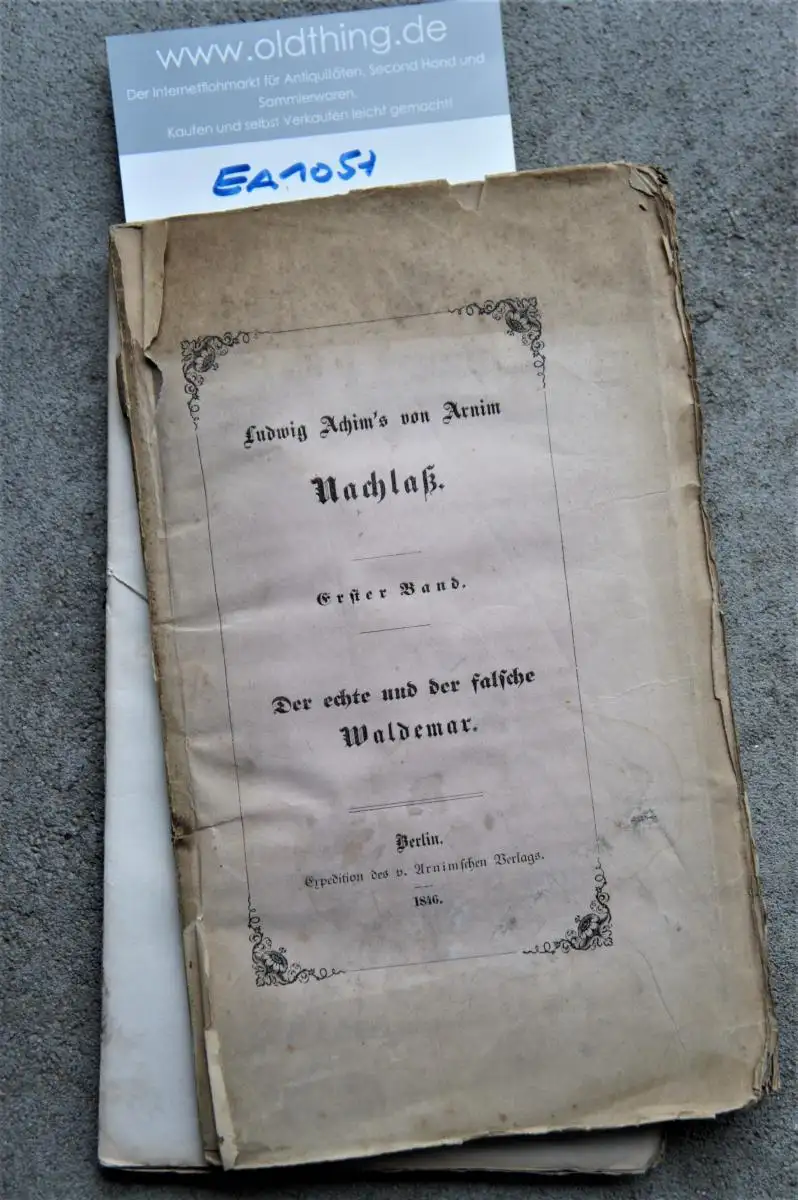 www.oldthing.de
Der Internetflohmarkt für Antiquitäten, Second Hand und
Sammlerwaren.
Kaufen und selbst Verkaufen leicht gemacht!
EA1051
Ludwig Achim's von Arnim
Nachlaß.
Erster Band.
Der echte und der falsche
Waldemar.
Berlin.
Expedition des v. Arnimschen Verlags.
1846.